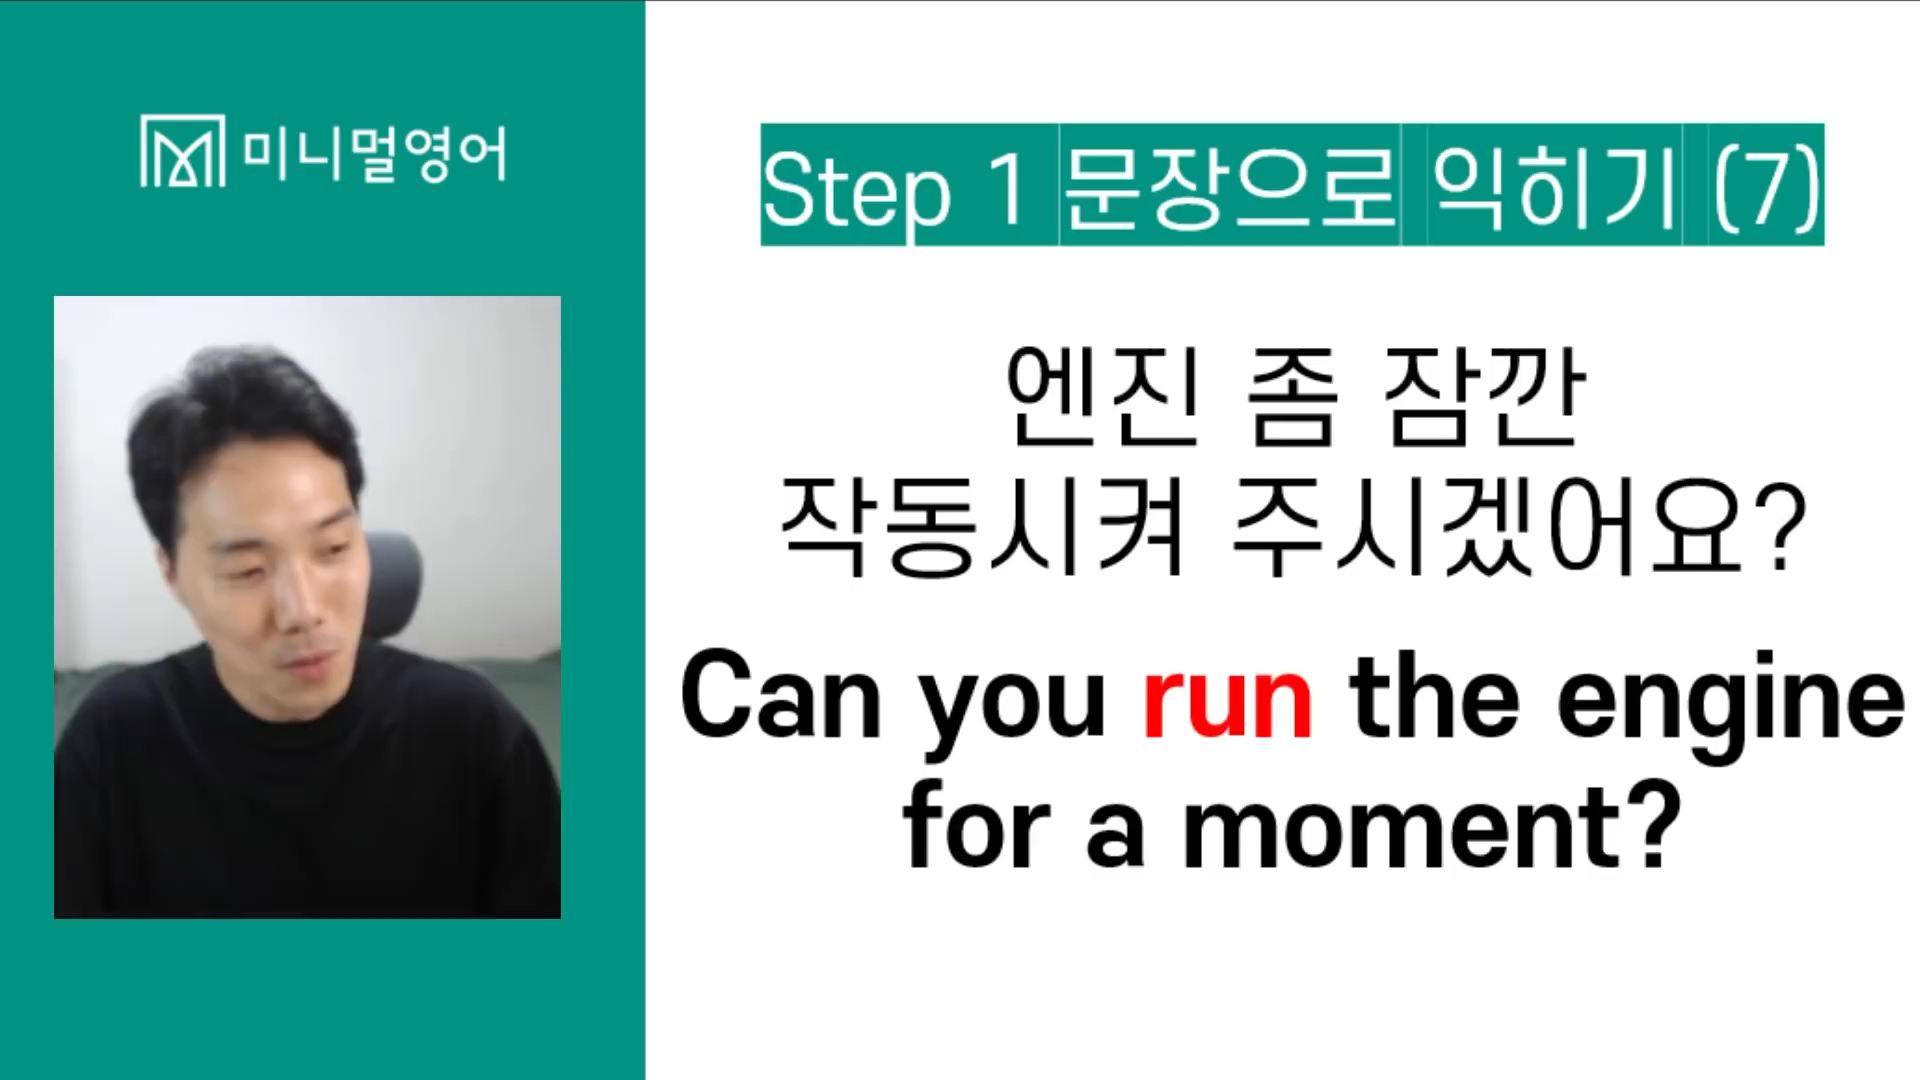 미니멀영어
Step 1 문장으로 익히기 (7)
엔진 좀 잠깐
작동시켜 주시겠어요?
Can you run the engine
for a moment?